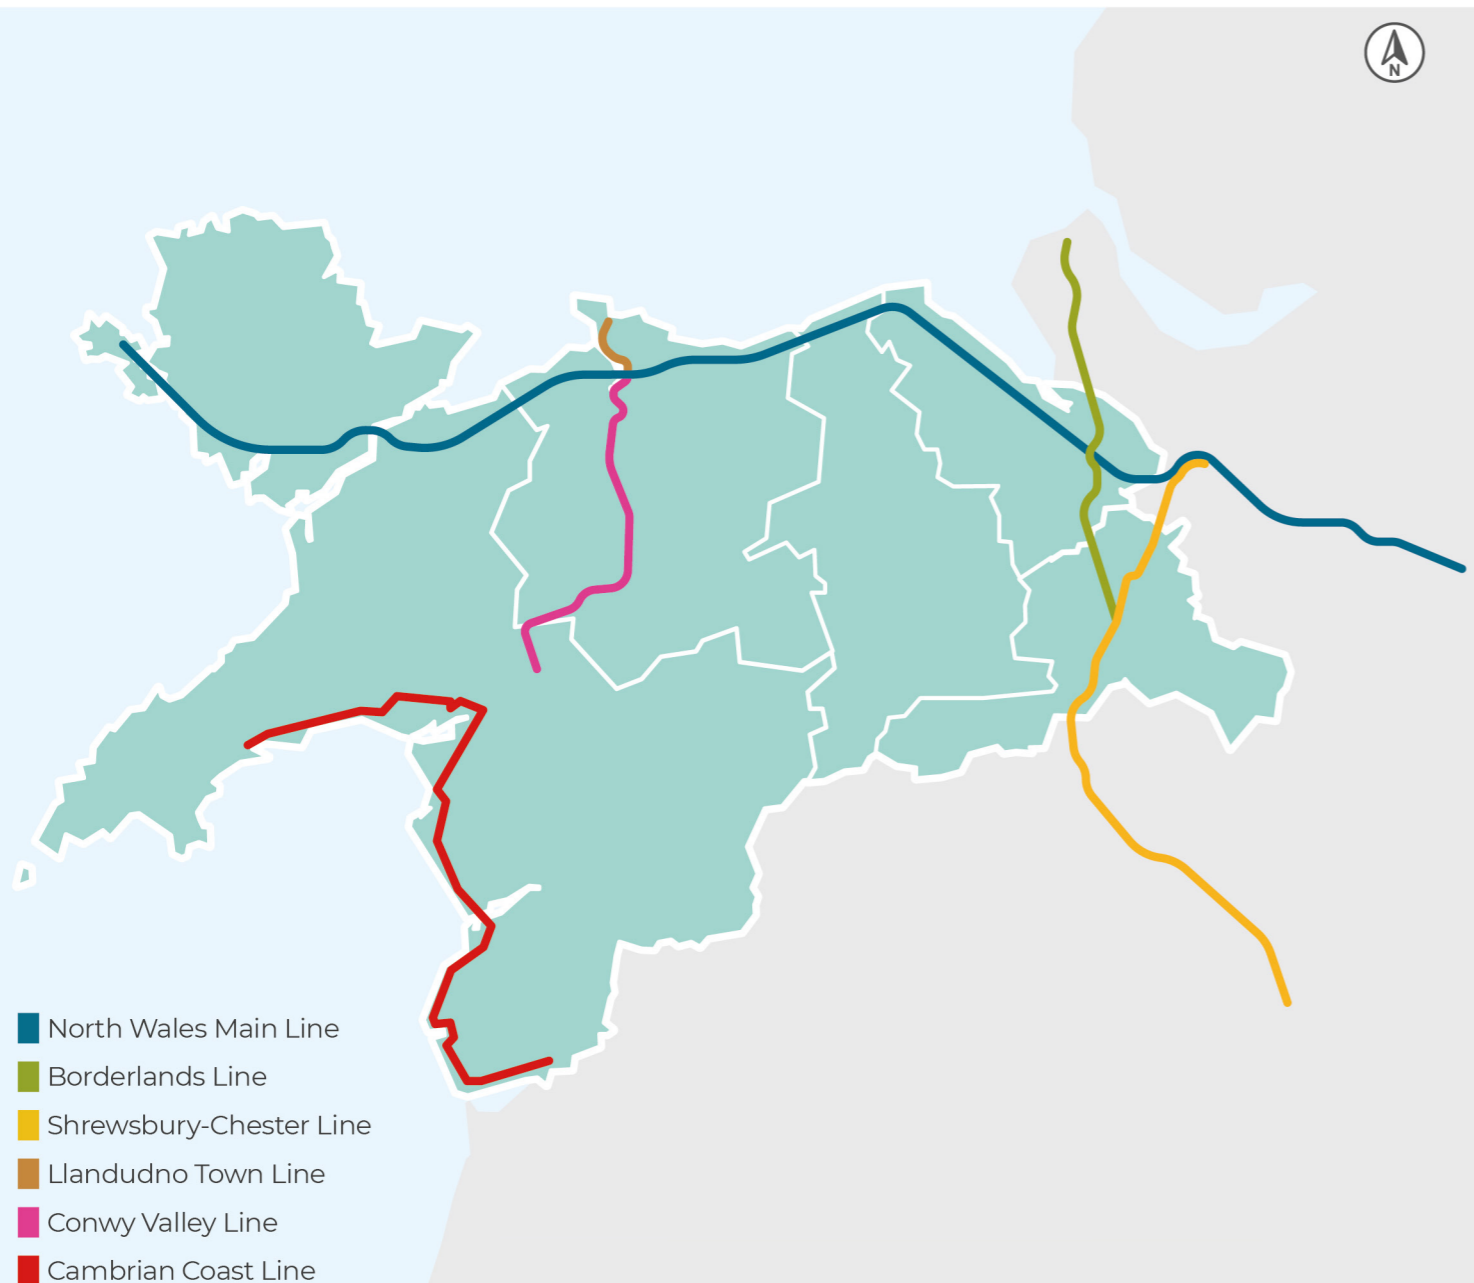 N
North Wales Main Line
Borderlands Line
Shrewsbury-Chester Line
Llandudno Town Line
Conwy Valley Line
Cambrian Coast Line